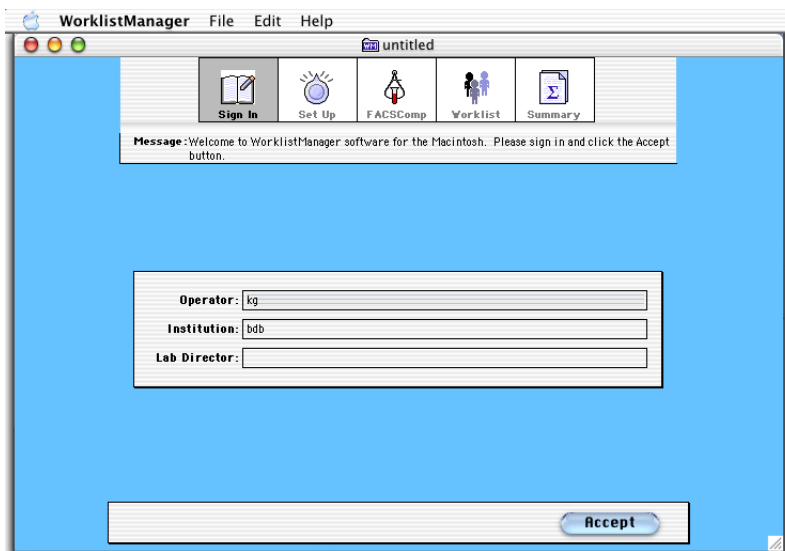 WorklistManager File Edit Help
untitled
Sign In Set Up FACSComp Worklist Summary
Message: Welcome to WorklistManager software for the Macintosh. Please sign in and click the Accept
button.
Operator: kg
Institution: bdb
Lab Director:
Accept